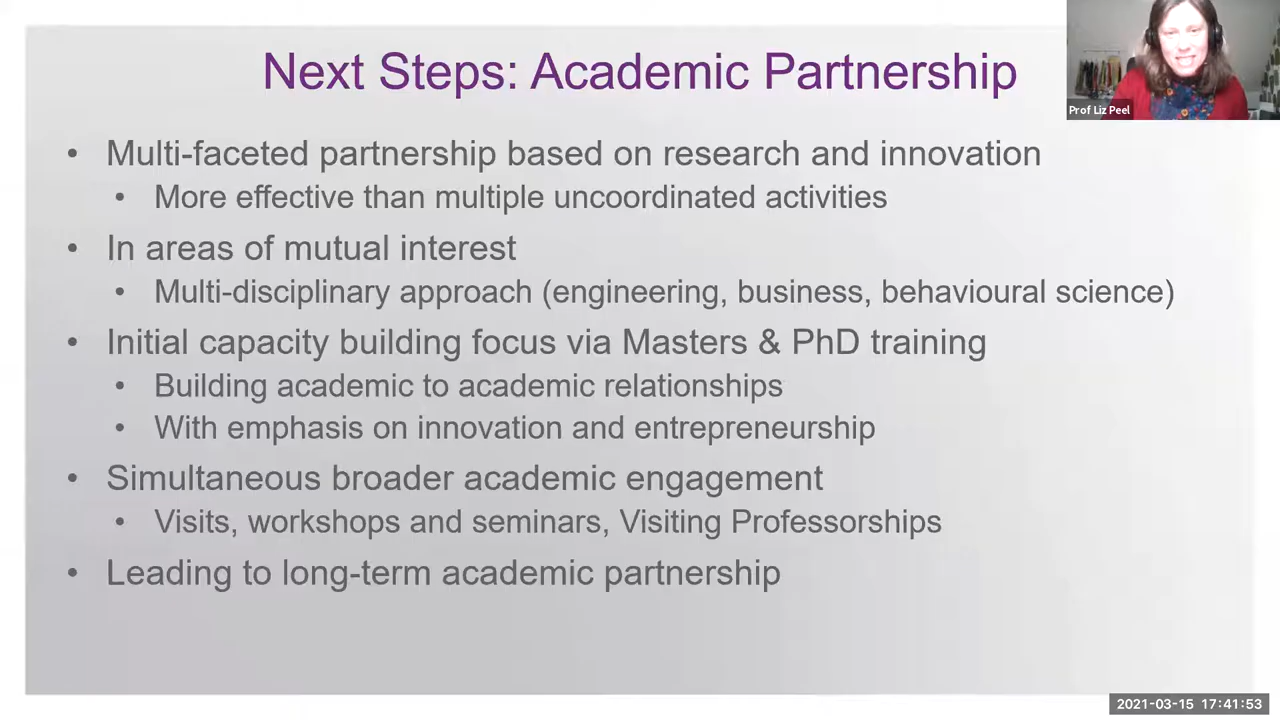 Next Steps: Academic Partnership
Prof Liz Peel
• Multi-faceted partnership based on research and innovation
• More effective than multiple uncoordinated activities
• In areas of mutual interest
• Multi-disciplinary approach (engineering, business, behavioural science)
• Initial capacity building focus via Masters & PhD training
• Building academic to academic relationships
• With emphasis on innovation and entrepreneurship
• Simultaneous broader academic engagement
• Visits, workshops and seminars, Visiting Professorships
• Leading to long-term academic partnership
2021-03-15 17:41:53